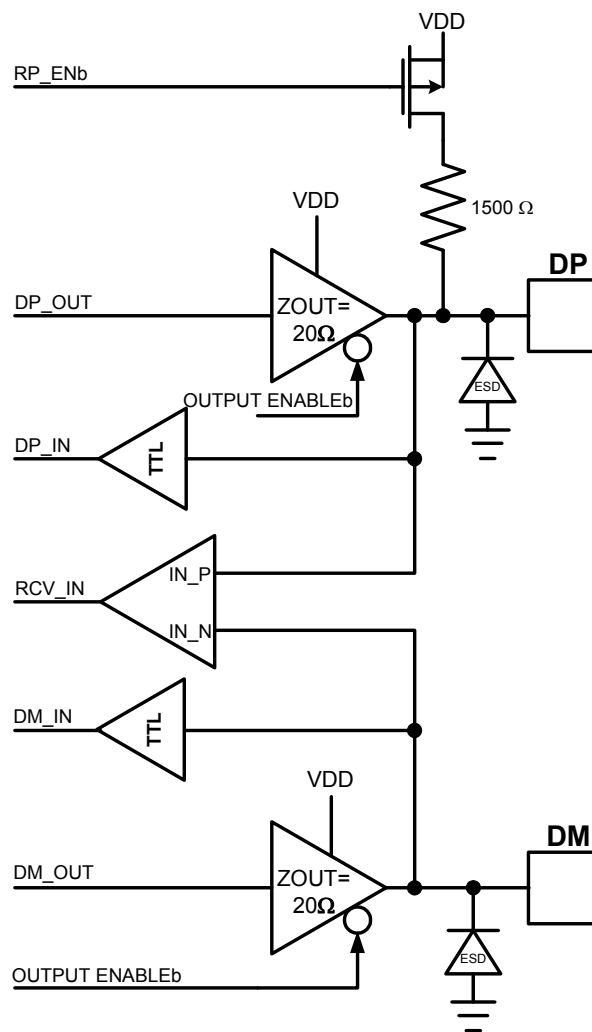 VDD
RP_ENb
1500 Ω
VDD
DP
DP_OUT
ZOUT=
20Ω
ESD
OUTPUT ENABLEb
DP_IN
TTL
IN_P
RCV_IN
IN_N
DM_IN
TTL
VDD
DM
DM_OUT
ZOUT=
20Ω
ESD
OUTPUT ENABLEb